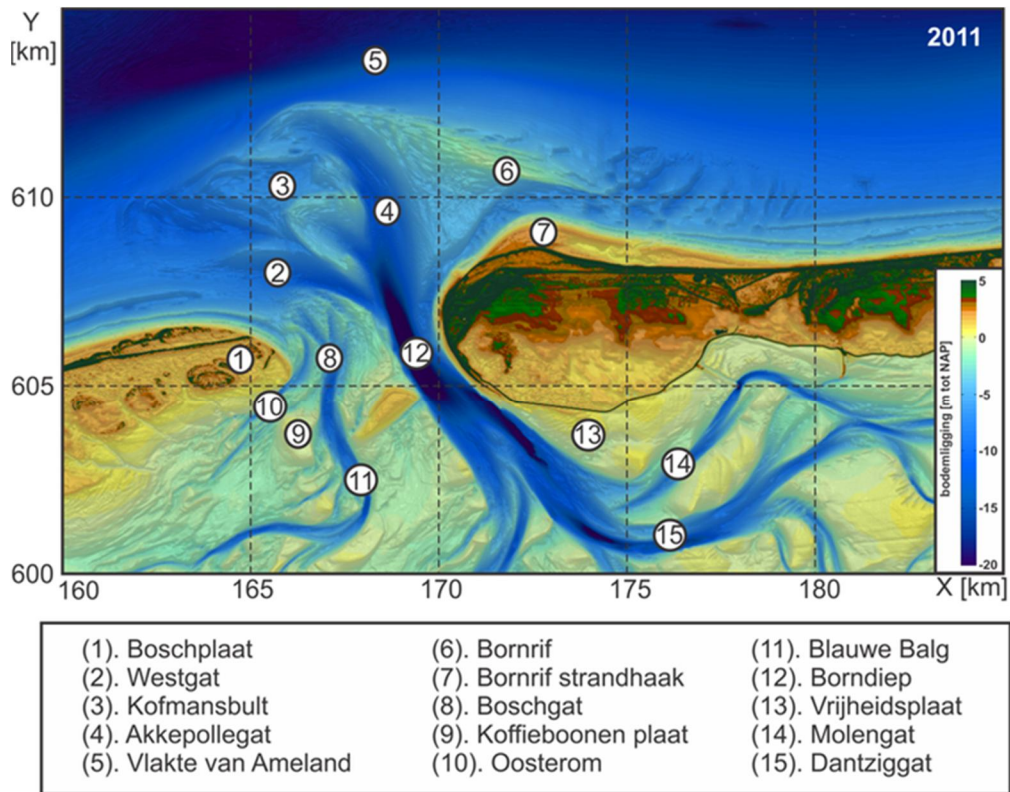 Y
[km]
2011
5
6
3
610
4
7
2
5
0
-5
-10
-15
-20
bodemligging [m tot NAP]
12
1
8
605
10
9
13
14
11
15
600
160
165
170
175
180
X [km]
(1). Boschplaat
(2). Westgat
(3). Kofmansbult
(4). Akkepollegat
(5). Vlakte van Ameland
(6). Bornrif
(7). Bornrif strandhaak
(8). Boschgat
(9). Koffieboonen plaat
(10). Oosterom
(11). Blauwe Balg
(12). Borndiep
(13). Vrijheidsplaat
(14). Molengat
(15). Dantziggat